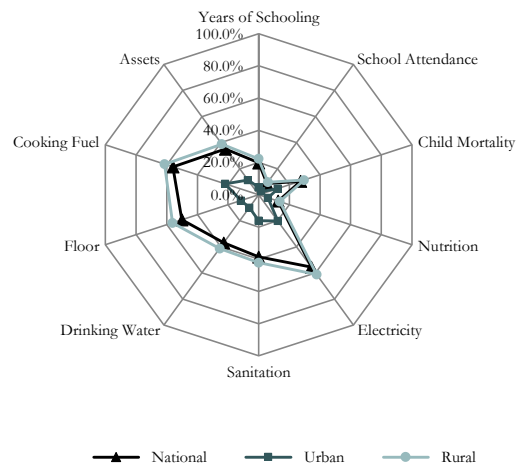 Years of Schooling
100.0%
Assets
School Attendance
80.0%
60.0%
40.0%
Cooking Fuel
Child Mortality
20.0%
0.0%
Floor
Nutrition
Drinking Water
Electricity
Sanitation
National Urban Rural